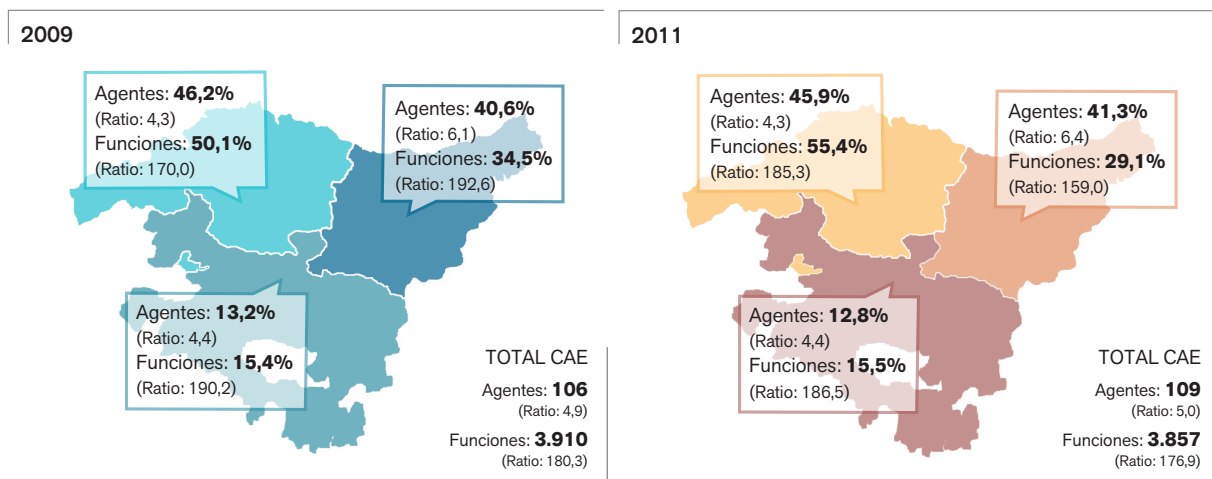 2009
Agentes: 46,2%
(Ratio: 4,3)
Funciones: 50,1%
(Ratio: 170,0)
Agentes: 40,6%
(Ratio: 6,1)
Funciones: 34,5%
(Ratio: 192,6)
Agentes: 13,2%
(Ratio: 4,4)
Funciones: 15,4%
(Ratio: 190,2)
TOTAL CAE
Agentes: 106
(Ratio: 4,9)
Funciones: 3.910
(Ratio: 180,3)
2011
Agentes: 45,9%
(Ratio: 4,3)
Funciones: 55,4%
(Ratio: 185,3)
Agentes: 41,3%
(Ratio: 6,4)
Funciones: 29,1%
(Ratio: 159,0)
Agentes: 12,8%
(Ratio: 4,4)
Funciones: 15,5%
(Ratio: 186,5)
TOTAL CAE
Agentes: 109
(Ratio: 5,0)
Funciones: 3.857
(Ratio: 176,9)